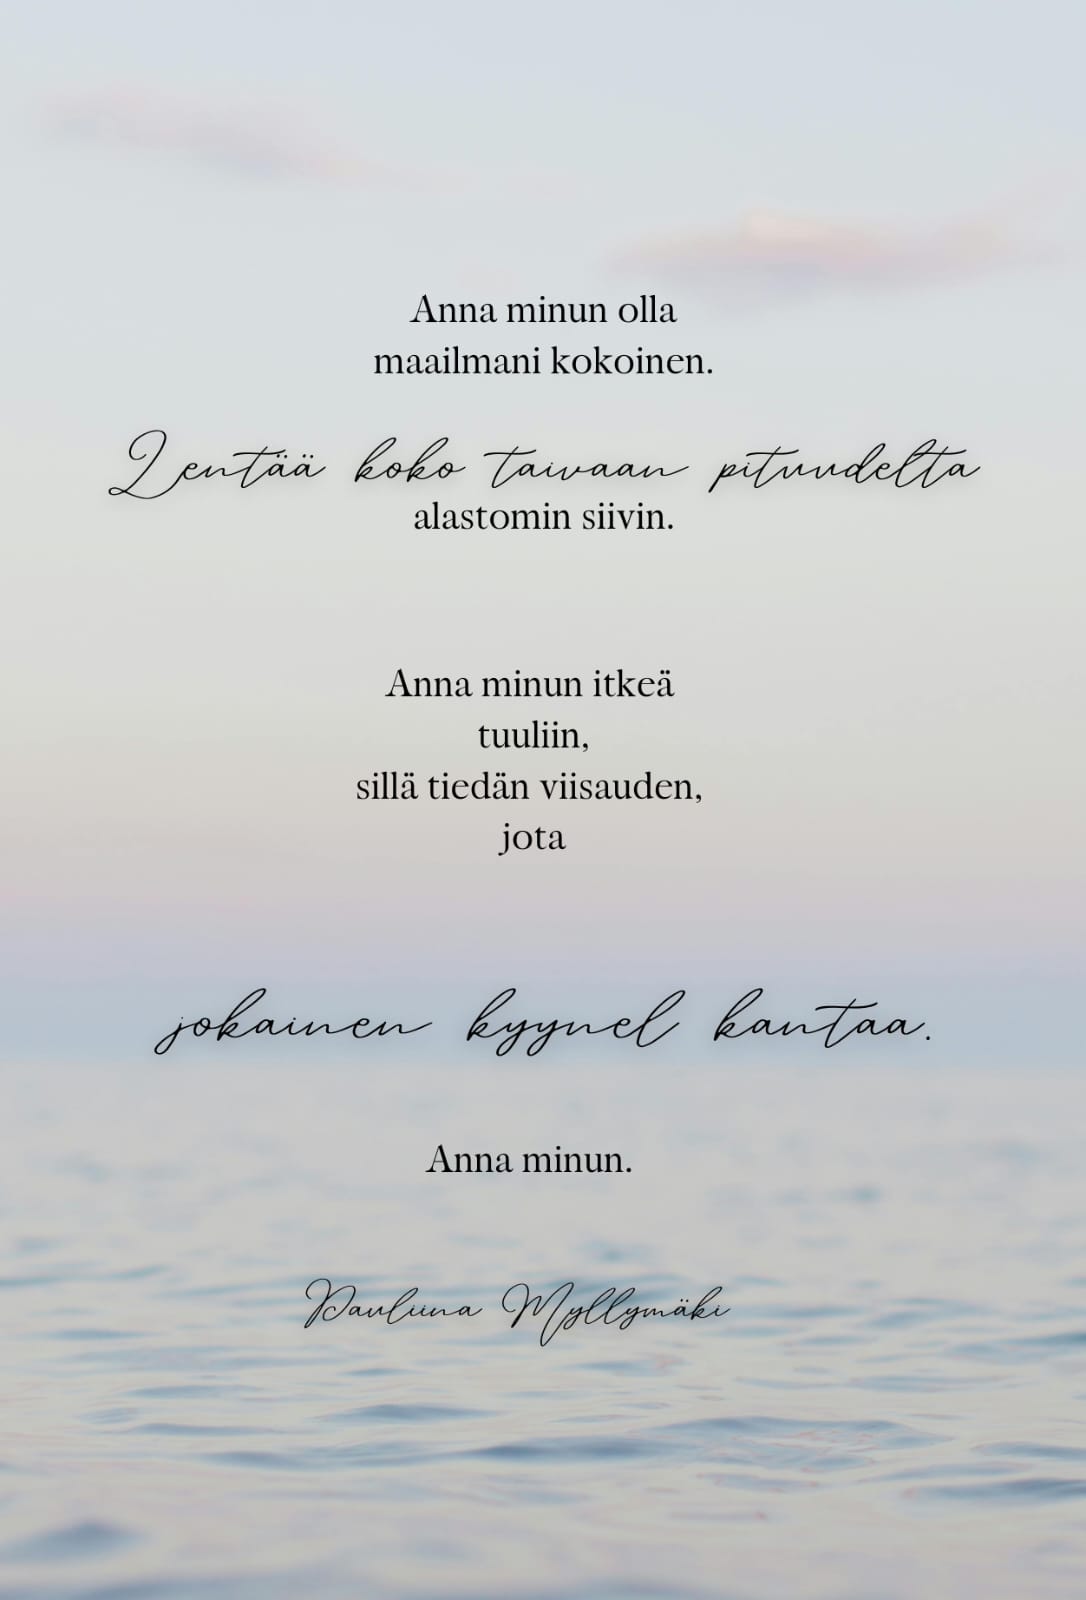 Anna minun olla
maailmani kokoinen.
Lentää koko taivaan pituudelta
alastomin siivin.
Anna minun itkeä
tuuliin,
sillä tiedän viisauden,
jota
jokainen kyynel kantaa.
Anna minun.
Pauliina Myllymäki